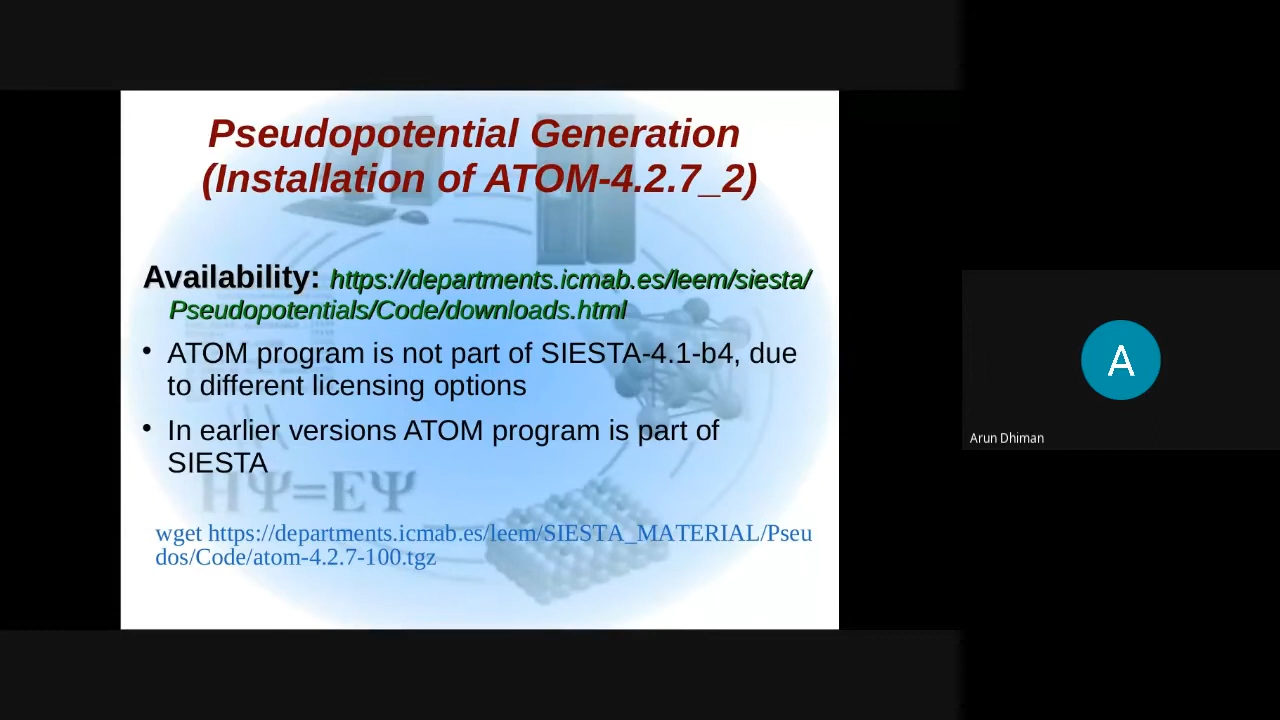 Pseudopotential Generation
(Installation of ATOM-4.2.7_2)
Availability: https://departments.icmab.es/leem/siesta/
Pseudopotentials/Code/downloads.html
• ATOM program is not part of SIESTA-4.1-b4, due
to different licensing options
• In earlier versions ATOM program is part of
SIESTA
HΨ=EΨ
wget https://departments.icmab.es/leem/SIESTA_MATERIAL/Pseu
dos/Code/atom-4.2.7-100.tgz
A
Arun Dhiman